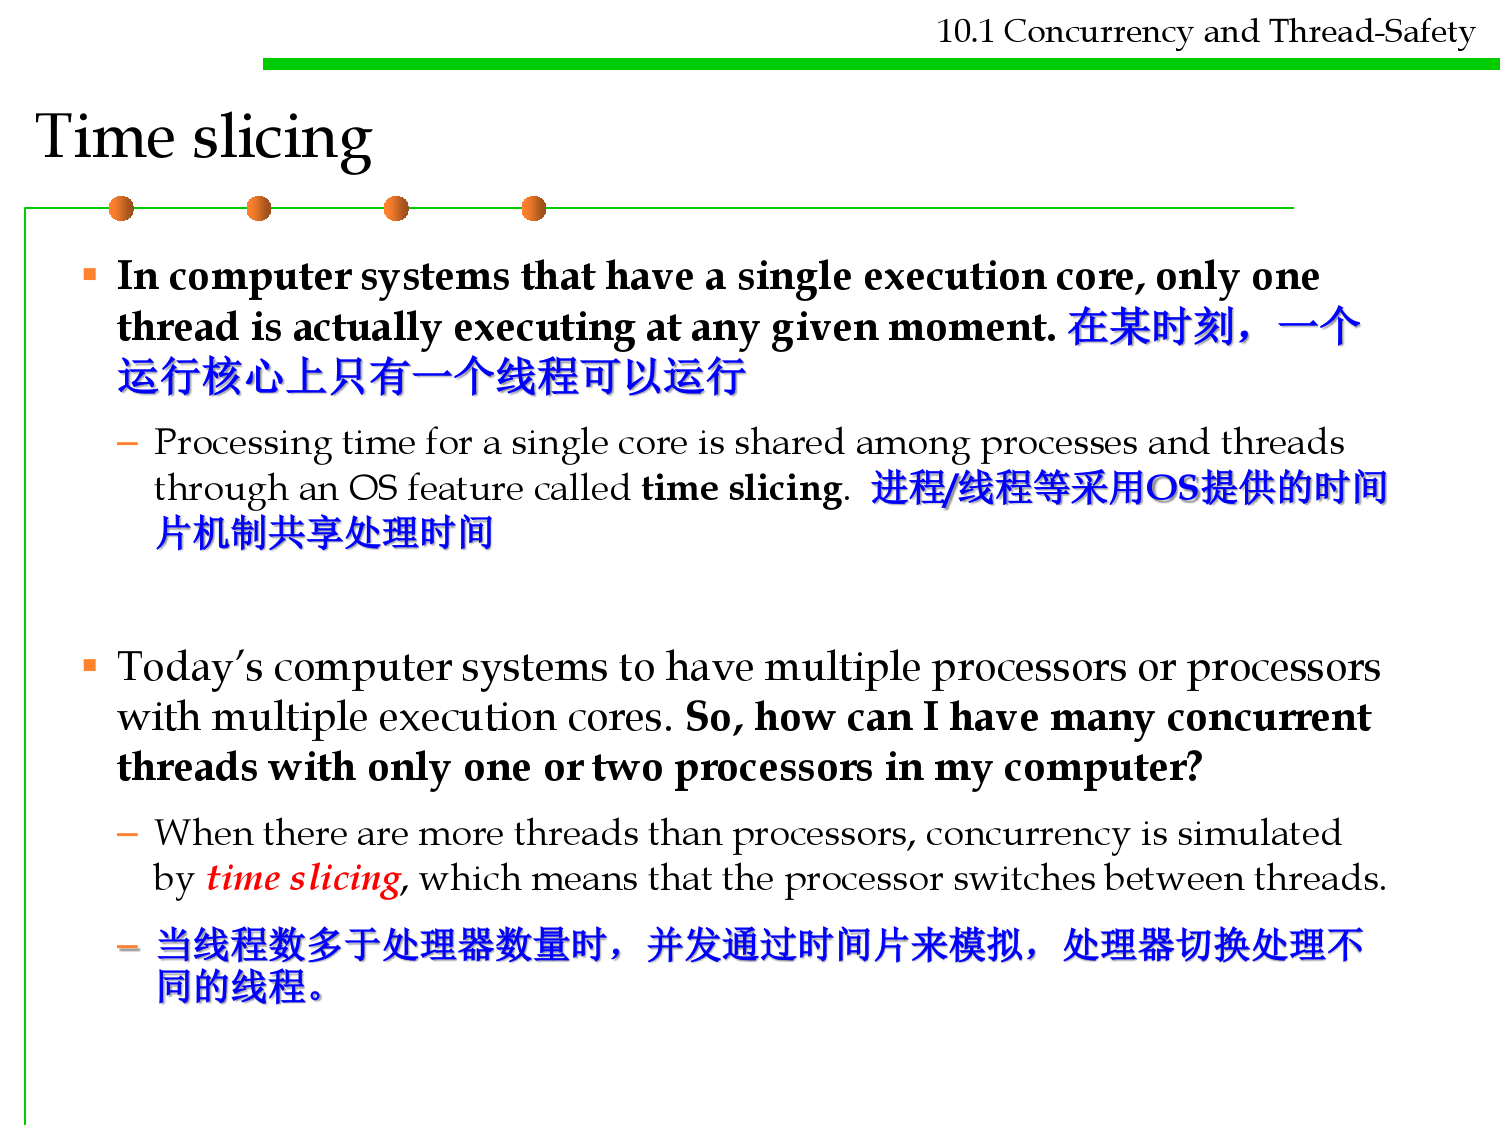 10.1 Concurrency and Thread-Safety
Time slicing
In computer systems that have a single execution core, only one
thread is actually executing at any given moment. 在某时刻，一个
运行核心上只有一个线程可以运行
– Processing time for a single core is shared among processes and threads
through an OS feature called time slicing. 进程/线程等采用OS提供的时间
片机制共享处理时间
Today’s computer systems to have multiple processors or processors
with multiple execution cores. So, how can I have many concurrent
threads with only one or two processors in my computer?
– When there are more threads than processors, concurrency is simulated
by time slicing, which means that the processor switches between threads.
– 当线程数多于处理器数量时，并发通过时间片来模拟，处理器切换处理不
同的线程。